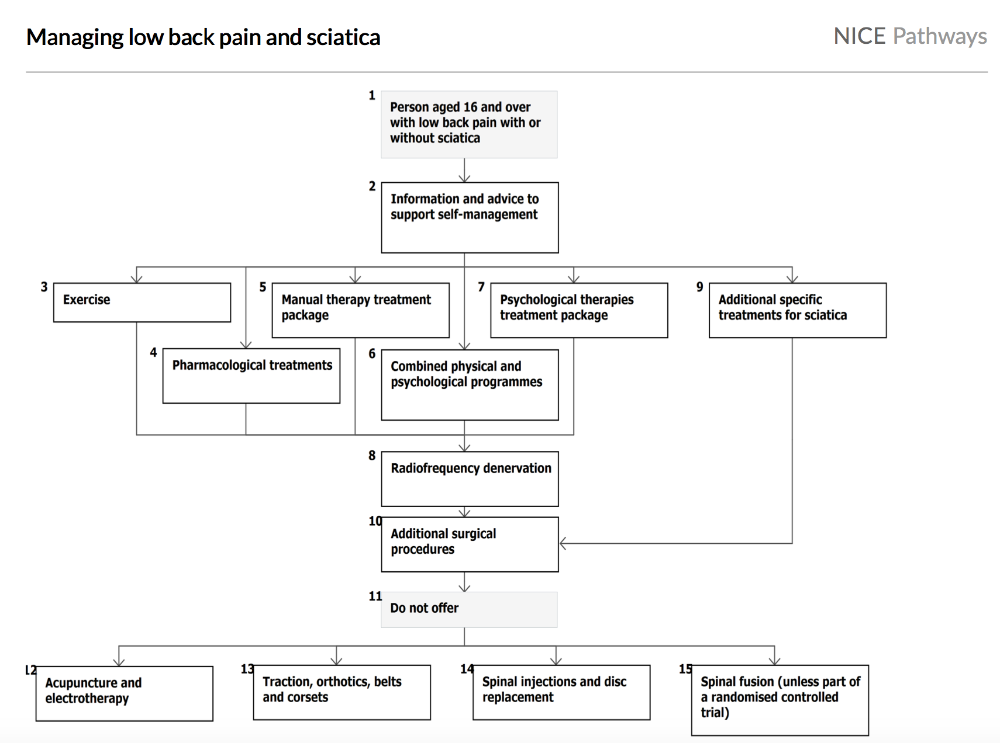 Managing low back pain and sciatica
NICE Pathways
1
Person aged 16 and over
with low back pain with or
without sciatica
2
Information and advice to
support self-management
3
Exercise
4
Pharmacological treatments
5
Manual therapy treatment
package
6
Combined physical and
psychological programmes
7
Psychological therapies
treatment package
9
Additional specific
treatments for sciatica
8
Radiofrequency denervation
10
Additional surgical
procedures
11
Do not offer
12
Acupuncture and
electrotherapy
13
Traction, orthotics, belts
and corsets
14
Spinal injections and disc
replacement
15
Spinal fusion (unless part of
a randomised controlled
trial)